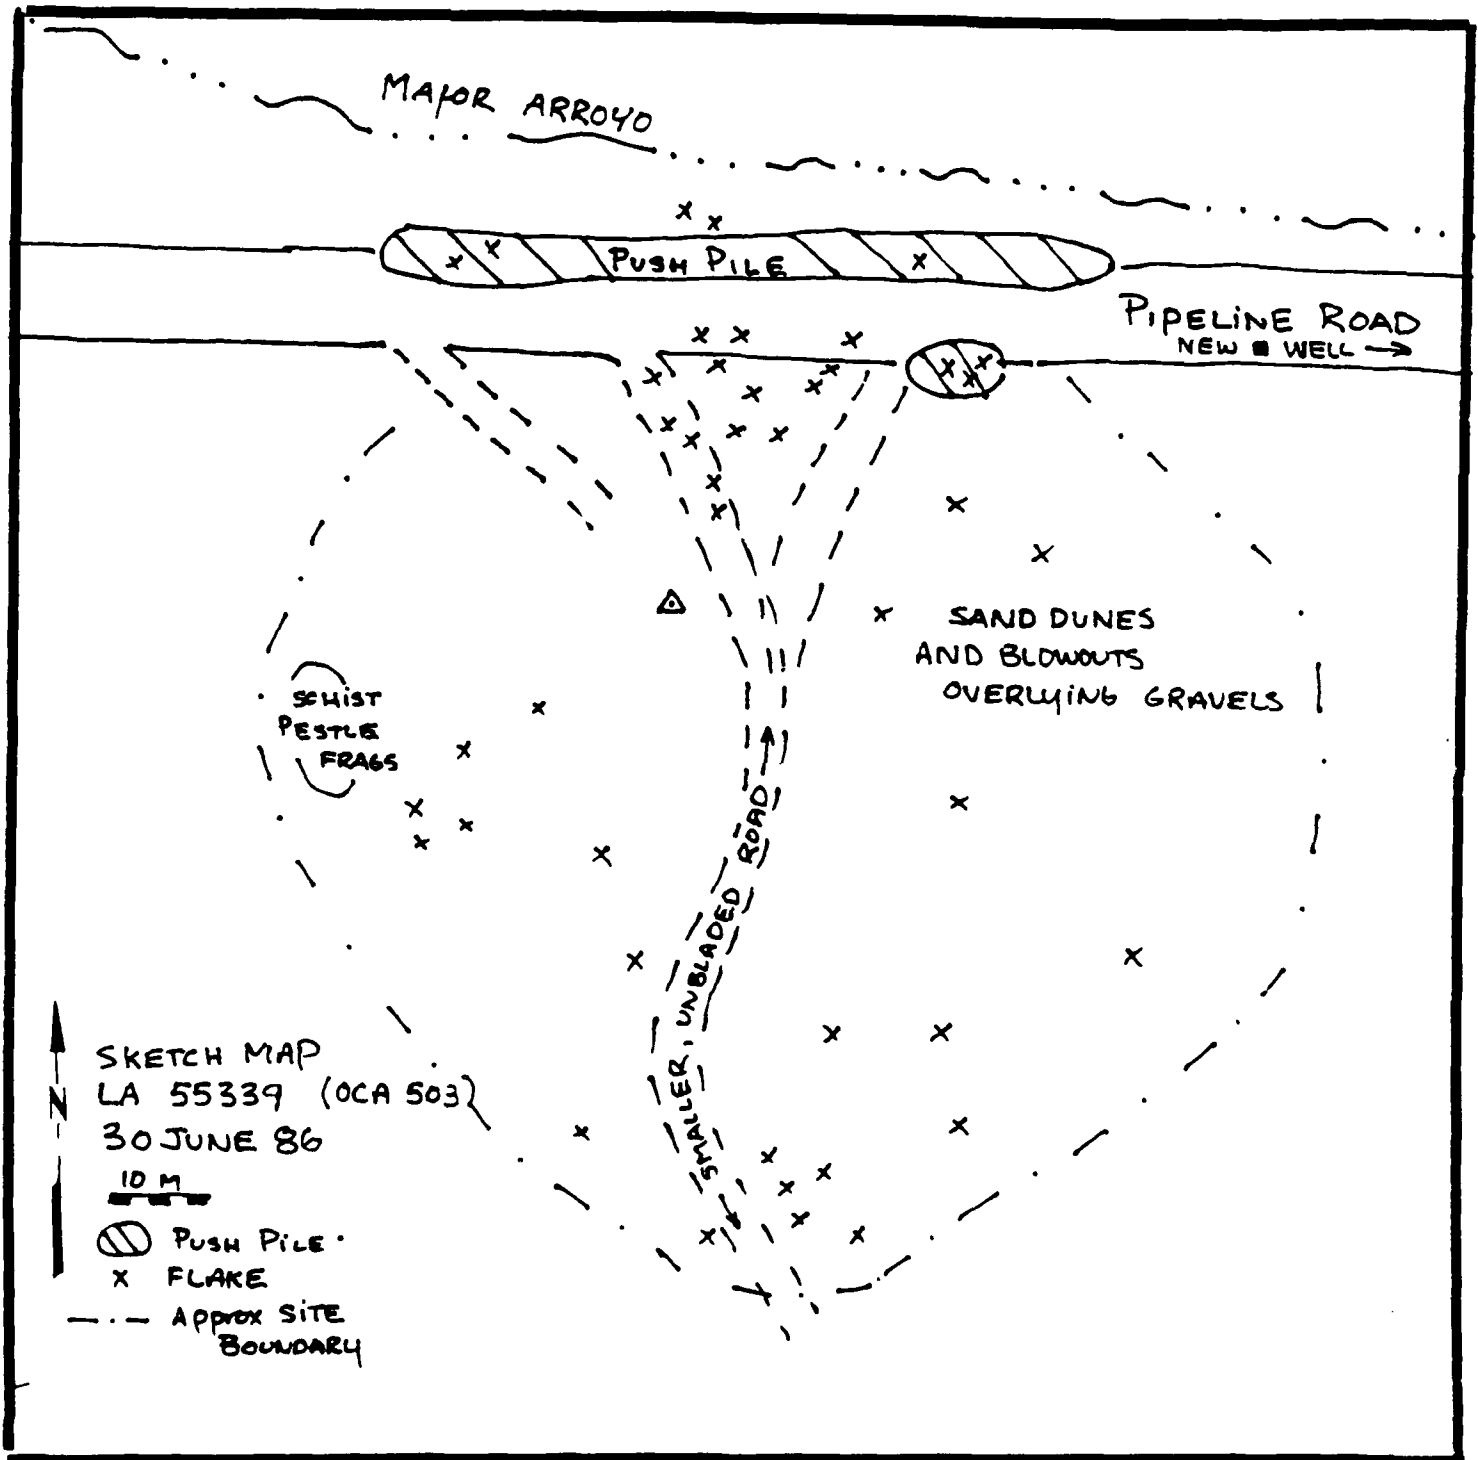 MAJOR ARROYO
PUSH PILE
PIPELINE ROAD
NEW WELL
SAND DUNES
AND BLOWOUTS
OVERLYING GRAVELS
SCHIST
PESTLE
FRAGS
SMALLER, UNBLADED ROAD
N
SKETCH MAP
LA 55339 (OCA 503)
30 JUNE 86
10 M
PUSH PILE
x FLAKE
APPROX SITE
BOUNDARY